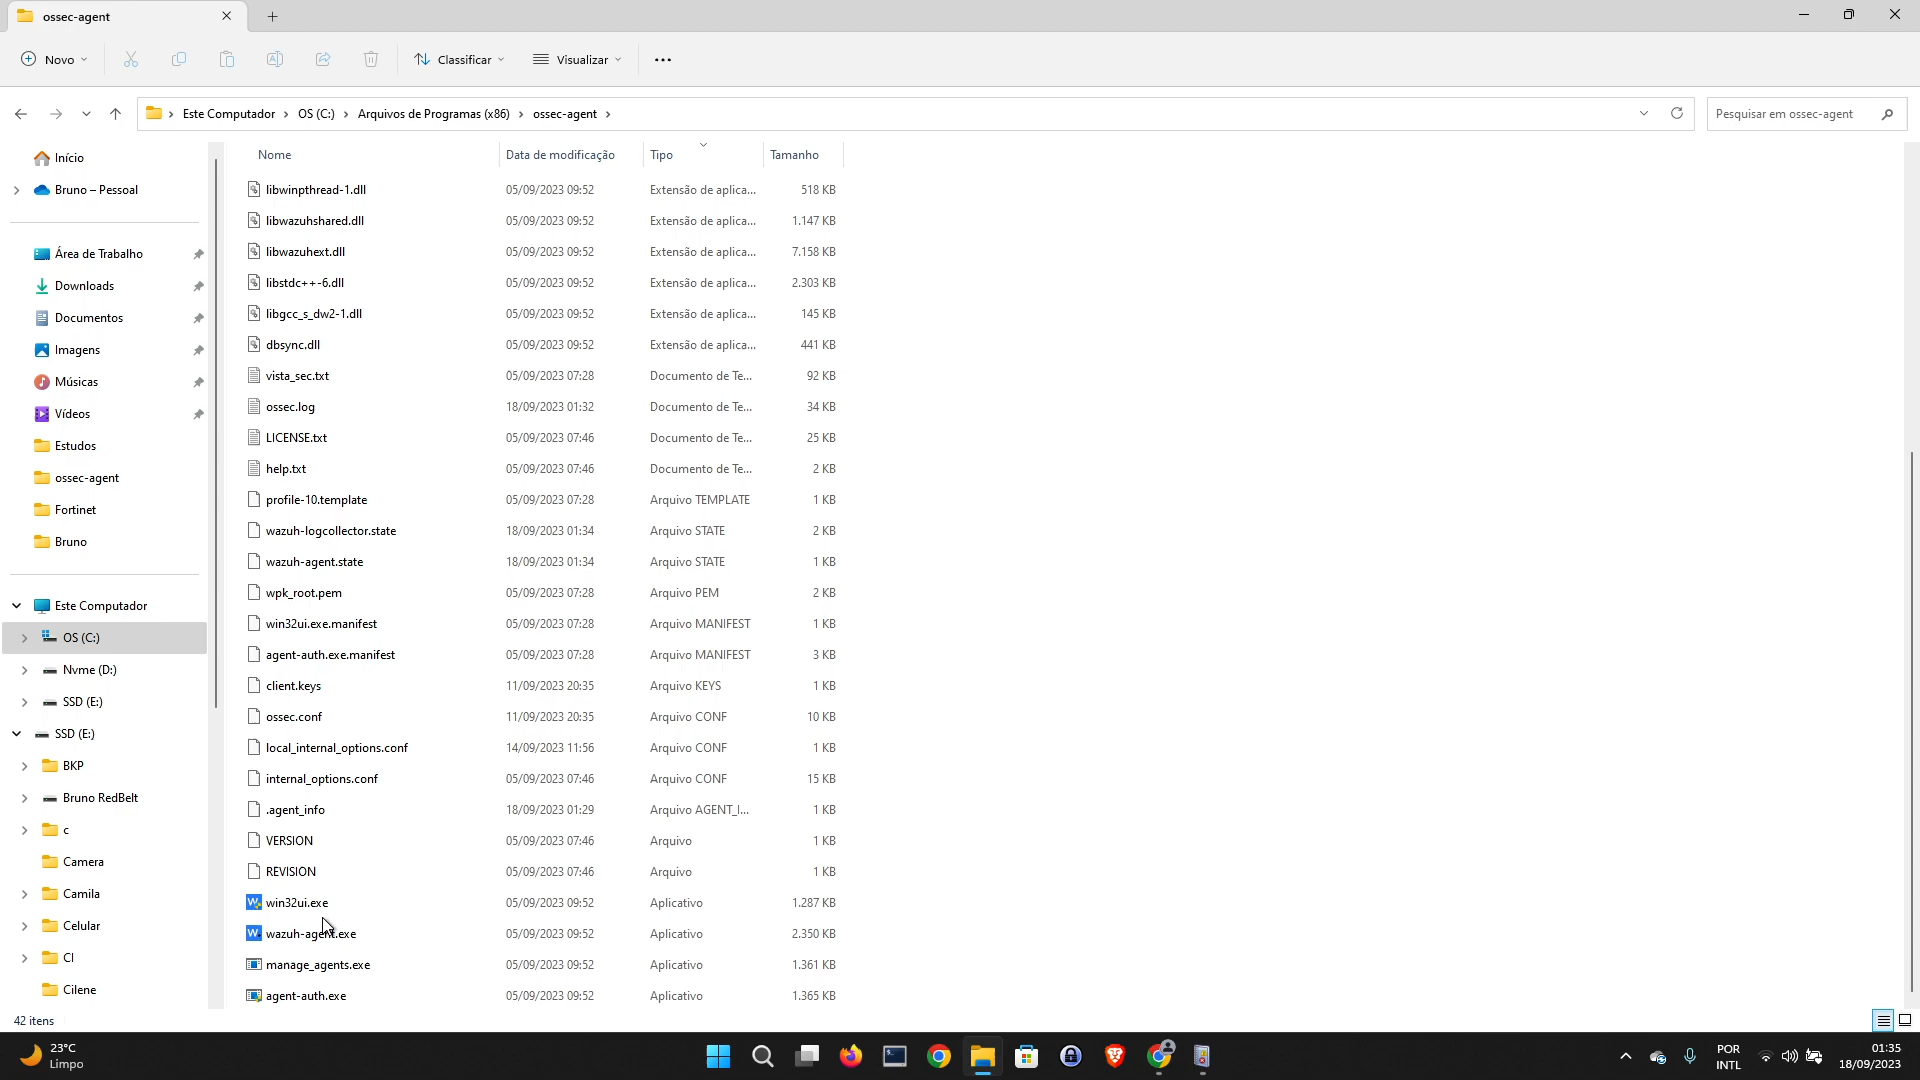 ossec-agent
Novo
Classificar
Visualizar
Este Computador
OS (C:)
Arquivos de Programas (x86)
ossec-agent
Pesquisar em ossec-agent
Início
Bruno – Pessoal
Área de Trabalho
Downloads
Documentos
Imagens
Músicas
Vídeos
Estudos
ossec-agent
Fortinet
Bruno
Este Computador
OS (C:)
Nvme (D:)
SSD (E:)
SSD (E:)
BKP
Bruno RedBelt
c
Camera
Camila
Celular
CI
Cilene
Nome Data de modificação Tipo Tamanho
libwinpthread-1.dll 05/09/2023 09:52 Extensão de aplica... 518 KB
libwazuhshared.dll 05/09/2023 09:52 Extensão de aplica... 1.147 KB
libwazuhext.dll 05/09/2023 09:52 Extensão de aplica... 7.158 KB
libstdc++-6.dll 05/09/2023 09:52 Extensão de aplica... 2.303 KB
libgcc_s_dw2-1.dll 05/09/2023 09:52 Extensão de aplica... 145 KB
dbsync.dll 05/09/2023 09:52 Extensão de aplica... 441 KB
vista_sec.txt 05/09/2023 07:28 Documento de Te... 92 KB
ossec.log 18/09/2023 01:32 Documento de Te... 34 KB
LICENSE.txt 05/09/2023 07:46 Documento de Te... 25 KB
help.txt 05/09/2023 07:46 Documento de Te... 2 KB
profile-10.template 05/09/2023 07:28 Arquivo TEMPLATE 1 KB
wazuh-logcollector.state 18/09/2023 01:34 Arquivo STATE 2 KB
wazuh-agent.state 18/09/2023 01:34 Arquivo STATE 1 KB
wpk_root.pem 05/09/2023 07:28 Arquivo PEM 2 KB
win32ui.exe.manifest 05/09/2023 07:28 Arquivo MANIFEST 1 KB
agent-auth.exe.manifest 05/09/2023 07:28 Arquivo MANIFEST 3 KB
client.keys 11/09/2023 20:35 Arquivo KEYS 1 KB
ossec.conf 11/09/2023 20:35 Arquivo CONF 10 KB
local_internal_options.conf 14/09/2023 11:56 Arquivo CONF 1 KB
internal_options.conf 05/09/2023 07:46 Arquivo CONF 15 KB
.agent_info 18/09/2023 01:29 Arquivo AGENT_I... 1 KB
VERSION 05/09/2023 07:46 Arquivo 1 KB
REVISION 05/09/2023 07:46 Arquivo 1 KB
win32ui.exe 05/09/2023 09:52 Aplicativo 1.287 KB
wazuh-agent.exe 05/09/2023 09:52 Aplicativo 2.350 KB
manage_agents.exe 05/09/2023 09:52 Aplicativo 1.361 KB
agent-auth.exe 05/09/2023 09:52 Aplicativo 1.365 KB
42 itens
23°C
Limpo
POR
INTL
01:35
18/09/2023